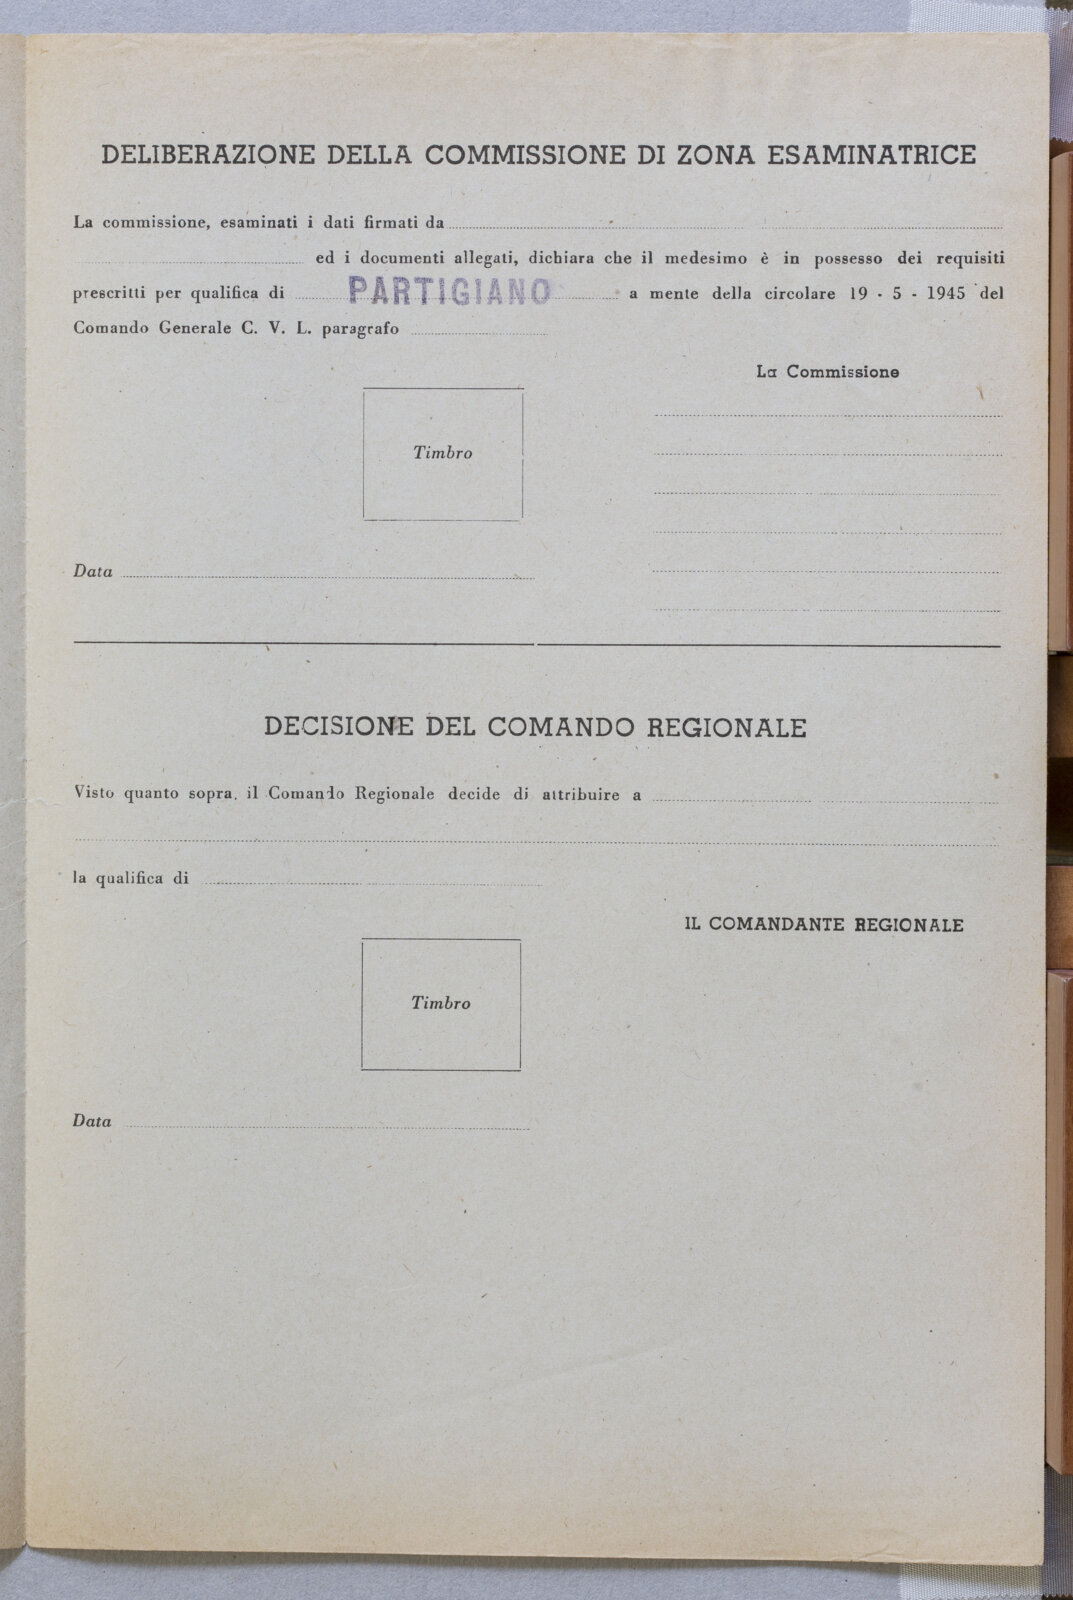 DELIBERAZIONE DELLA COMMISSIONE DI ZONA ESAMINATRICE
La commissione, esaminati i dati firmati da
ed i documenti allegati, dichiara che il medesimo è in possesso dei requisiti
prescritti per qualifica di PARTIGIANO a mente della circolare 19 - 5 - 1945 del
Comando Generale C. V. L. paragrafo
La Commissione
Timbro
Data
DECISIONE DEL COMANDO REGIONALE
Visto quanto sopra, il Comando Regionale decide di attribuire a
la qualifica di
IL COMANDANTE REGIONALE
Timbro
Data